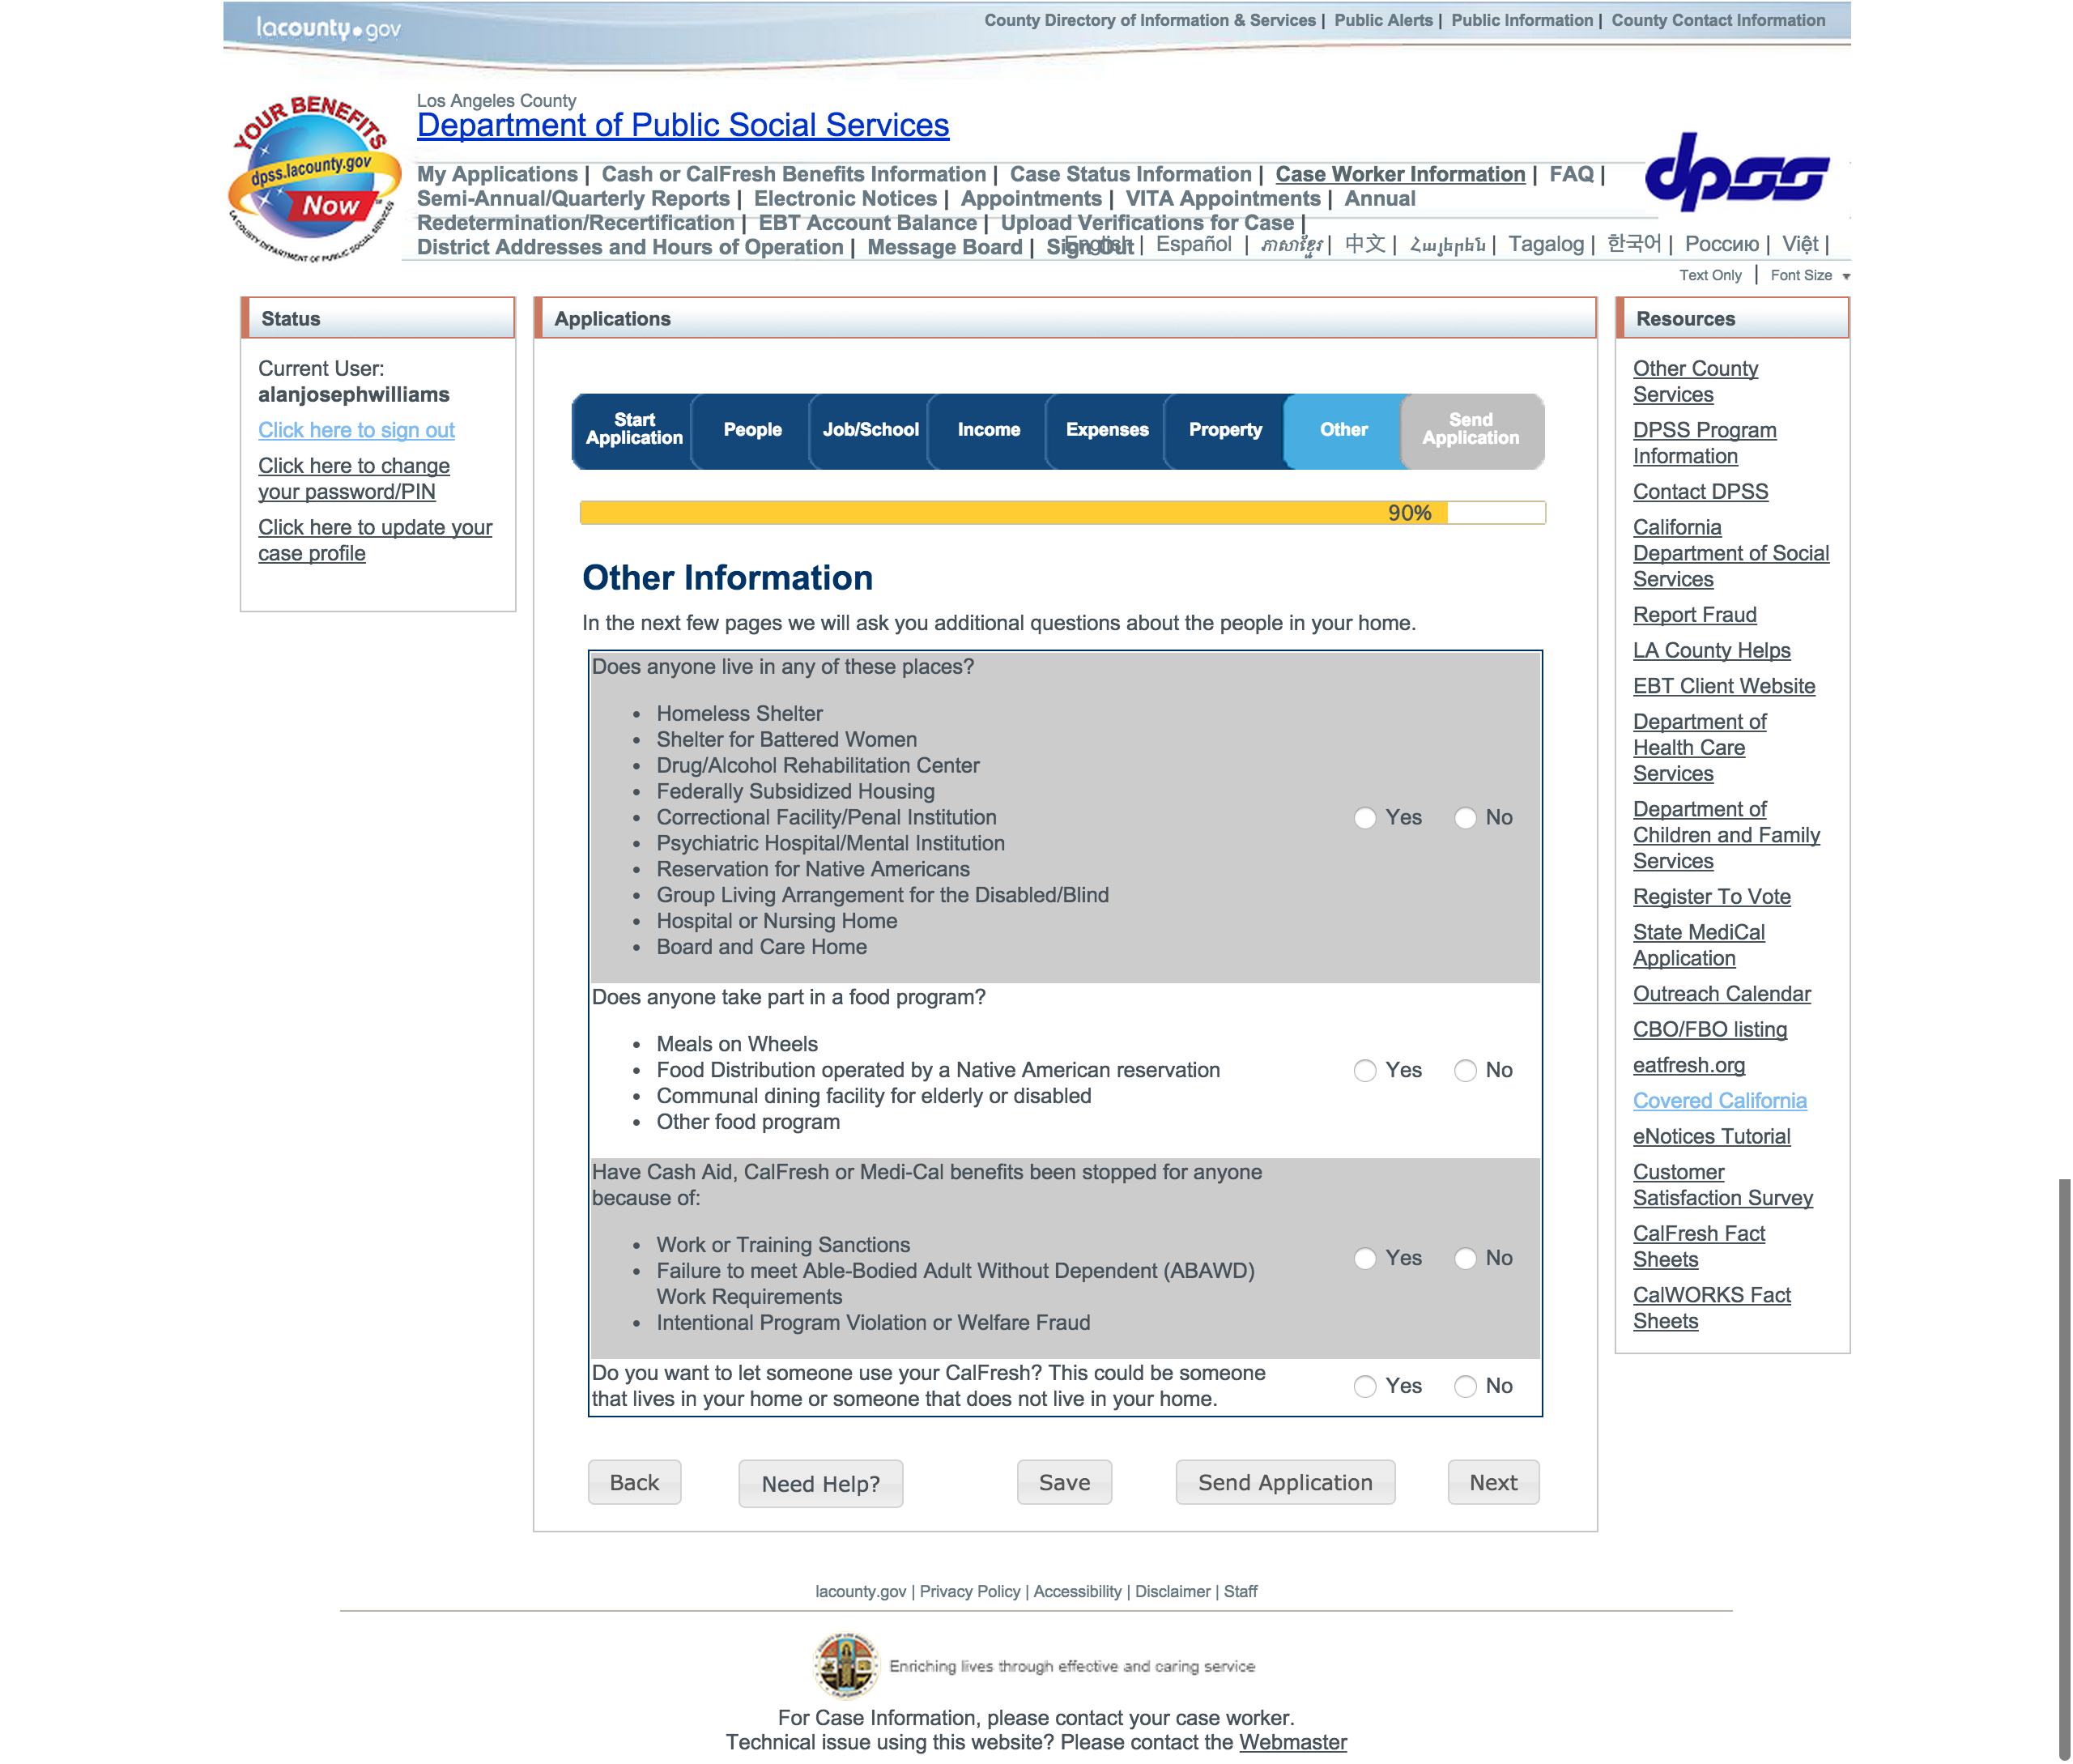 lacounty.gov
County Directory of Information & Services | Public Alerts | Public Information | County Contact Information
YOUR BENEFITS
dpss.lacounty.gov
Now
L.A. COUNTY DEPARTMENT OF PUBLIC SOCIAL SERVICES
Los Angeles County
Department of Public Social Services
dpss
My Applications | Cash or CalFresh Benefits Information | Case Status Information | Case Worker Information | FAQ |
Semi-Annual/Quarterly Reports | Electronic Notices | Appointments | VITA Appointments | Annual
Redetermination/Recertification | EBT Account Balance | Upload Verifications for Case |
District Addresses and Hours of Operation | Message Board | Sign Out
English | Español | ភាសាខ្មែរ | 中文 | Հայերեն | Tagalog | 한국어 | Россию | Việt |
Text Only | Font Size
Status
Current User:
alanjosephwilliams
Click here to sign out
Click here to change
your password/PIN
Click here to update your
case profile
Applications
Start
Application
People
Job/School
Income
Expenses
Property
Other
Send
Application
90%
Other Information
In the next few pages we will ask you additional questions about the people in your home.
Does anyone live in any of these places?
• Homeless Shelter
• Shelter for Battered Women
• Drug/Alcohol Rehabilitation Center
• Federally Subsidized Housing
• Correctional Facility/Penal Institution
• Psychiatric Hospital/Mental Institution
• Reservation for Native Americans
• Group Living Arrangement for the Disabled/Blind
• Hospital or Nursing Home
• Board and Care Home
Yes No
Does anyone take part in a food program?
• Meals on Wheels
• Food Distribution operated by a Native American reservation
• Communal dining facility for elderly or disabled
• Other food program
Yes No
Have Cash Aid, CalFresh or Medi-Cal benefits been stopped for anyone
because of:
• Work or Training Sanctions
• Failure to meet Able-Bodied Adult Without Dependent (ABAWD)
Work Requirements
• Intentional Program Violation or Welfare Fraud
Yes No
Do you want to let someone use your CalFresh? This could be someone
that lives in your home or someone that does not live in your home.
Yes No
Back
Need Help?
Save
Send Application
Next
Resources
Other County
Services
DPSS Program
Information
Contact DPSS
California
Department of Social
Services
Report Fraud
LA County Helps
EBT Client Website
Department of
Health Care
Services
Department of
Children and Family
Services
Register To Vote
State MediCal
Application
Outreach Calendar
CBO/FBO listing
eatfresh.org
Covered California
eNotices Tutorial
Customer
Satisfaction Survey
CalFresh Fact
Sheets
CalWORKS Fact
Sheets
lacounty.gov | Privacy Policy | Accessibility | Disclaimer | Staff
Enriching lives through effective and caring service
For Case Information, please contact your case worker.
Technical issue using this website? Please contact the Webmaster